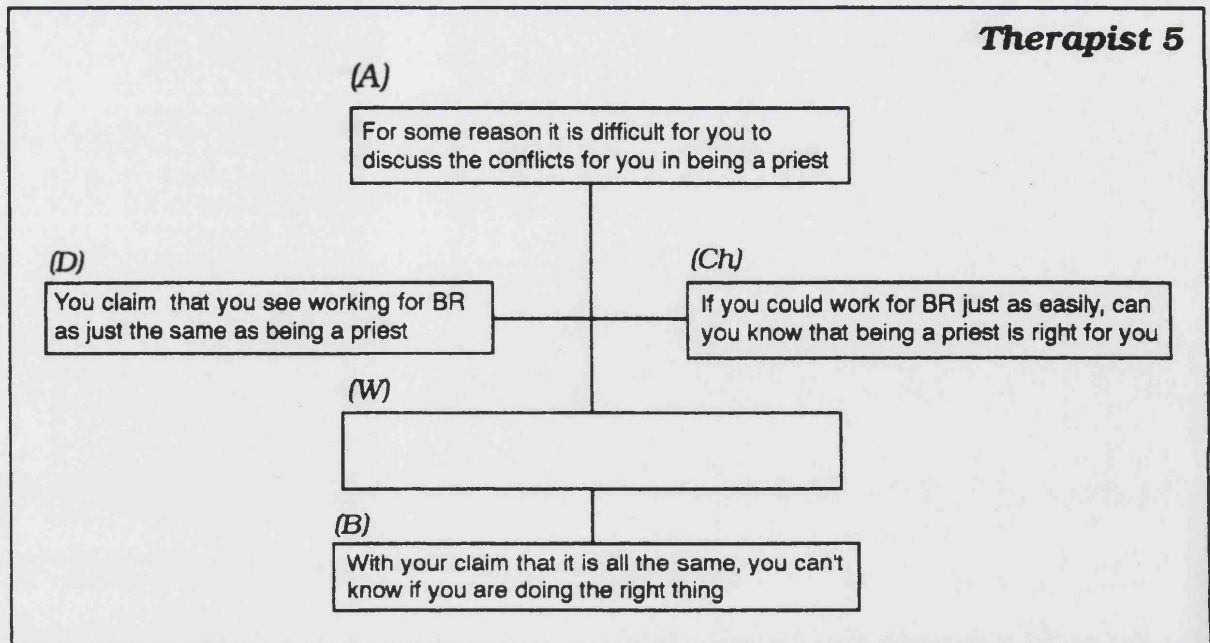 Therapist 5
(A)
For some reason it is difficult for you to
discuss the conflicts for you in being a priest
(D)
You claim that you see working for BR
as just the same as being a priest
(Ch)
If you could work for BR just as easily, can
you know that being a priest is right for you
(W)
(B)
With your claim that it is all the same, you can't
know if you are doing the right thing